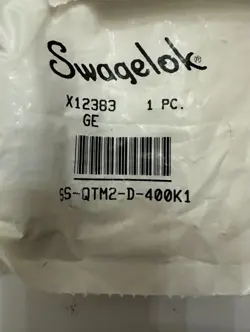 Swagelok®
X12383 1 PC.
GE
SS-QTM2-D-400K1